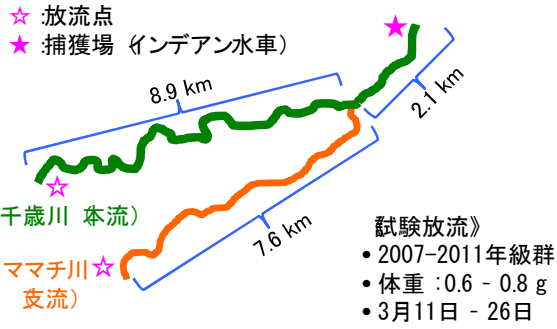 ☆ :放流点
★ :捕獲場（インデアン水車）
8.9 km
2.1 km
千歳川（本流）
7.6 km
ママチ川
（支流）
《試験放流》
• 2007-2011年級群
• 体重：0.6 - 0.8 g
• 3月11日 - 26日